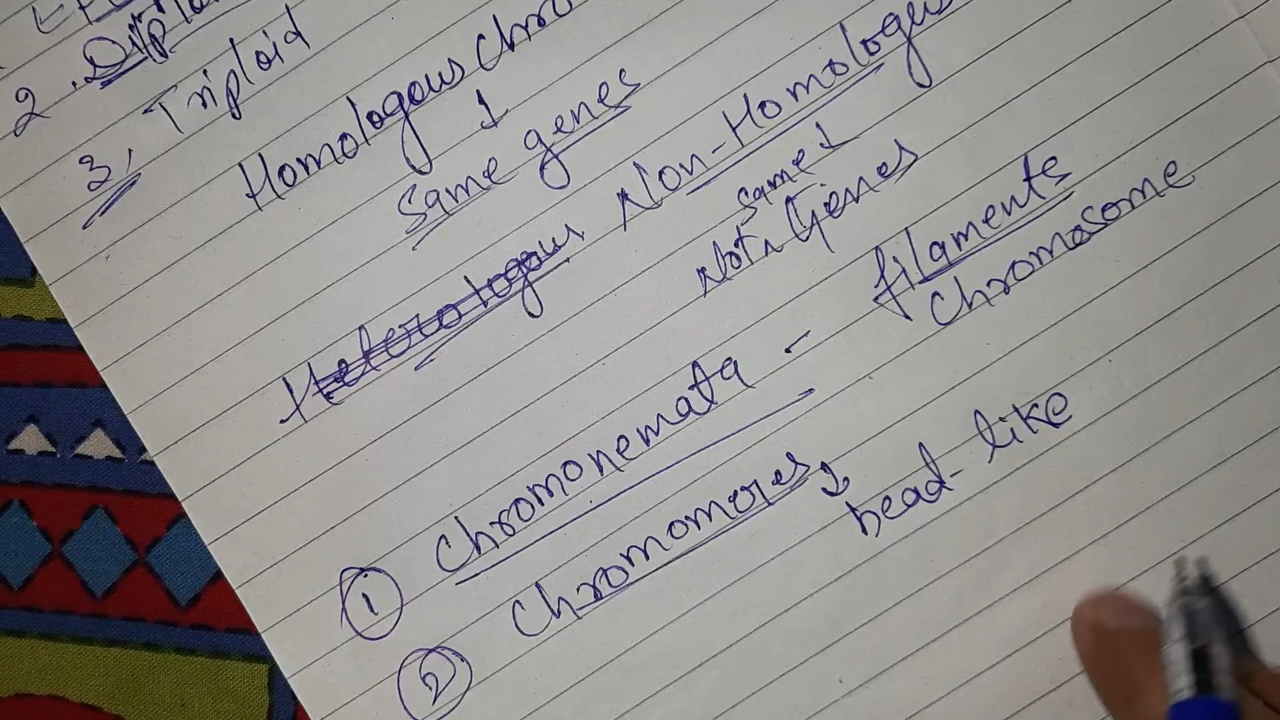 2. Diplo
3. Triploid
Homologous Chro
↓
Same genes
Heterologous Non-Homologous
↓
Not same Genes
① Chromonemata - filaments
Chromosome
② Chromomeres
↓
bead-like